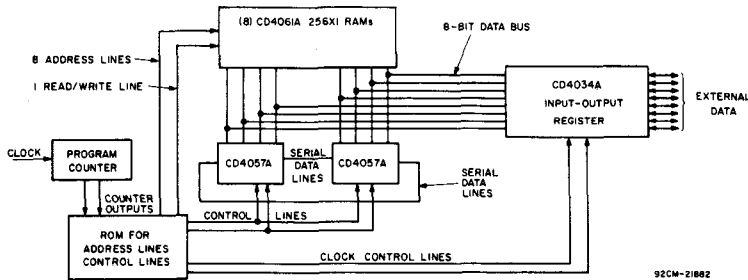 (8) CD4061A 256X1 RAMs
8-BIT DATA BUS
8 ADDRESS LINES
1 READ/WRITE LINE
CD4034A
INPUT-OUTPUT
REGISTER
EXTERNAL
DATA
CLOCK
PROGRAM
COUNTER
CD4057A
SERIAL
DATA
LINES
CD4057A
SERIAL
DATA
LINES
COUNTER
OUTPUTS
CONTROL LINES
ROM FOR
ADDRESS LINES
CONTROL LINES
CLOCK CONTROL LINES
92CM-21882